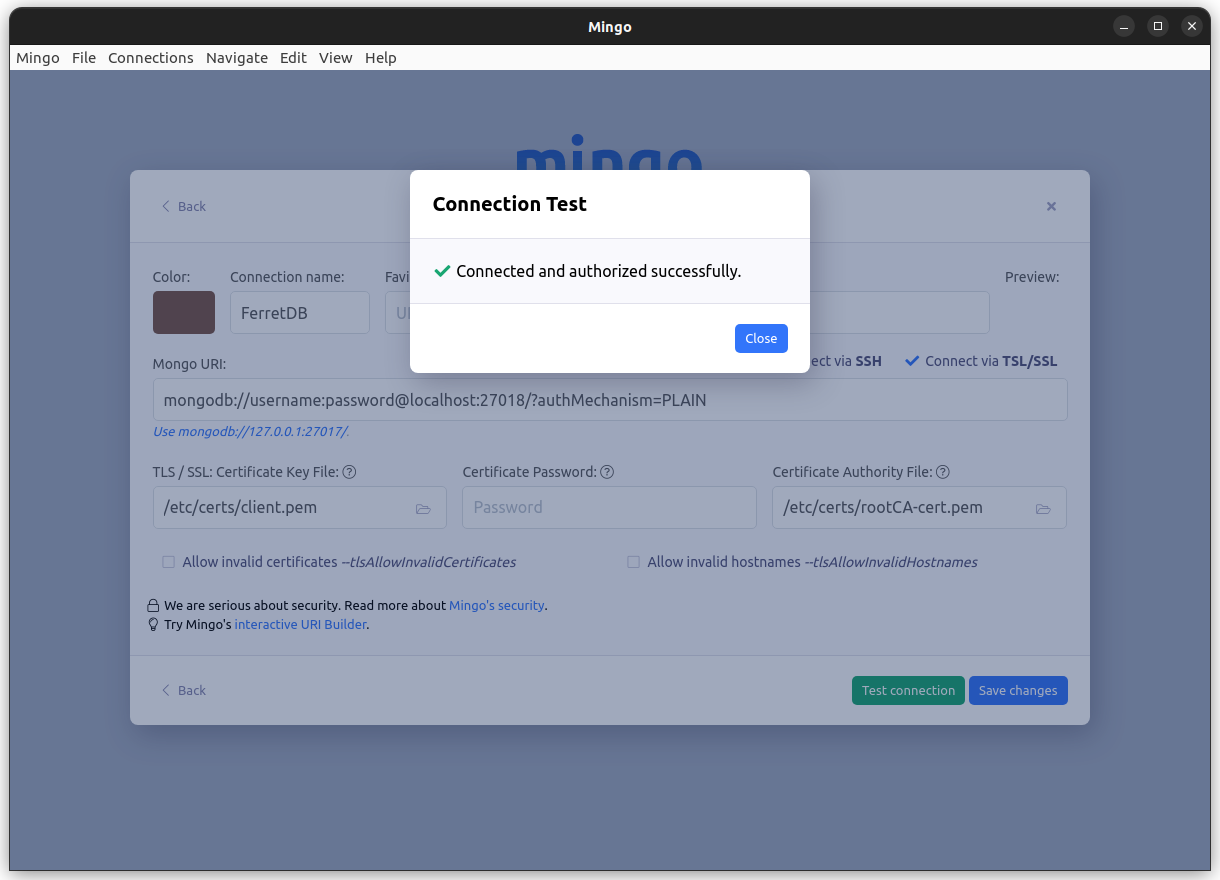 Mingo
Mingo File Connections Navigate Edit View Help
mingo
Back
Connection Test
Connected and authorized successfully.
Close
Color: Connection name: Preview:
FerretDB
Mongo URI: via SSH Connect via TSL/SSL
mongodb://username:password@localhost:27018/?authMechanism=PLAIN
Use mongodb://127.0.0.1:27017/.
TLS / SSL: Certificate Key File: Certificate Password: Certificate Authority File:
/etc/certs/client.pem Password /etc/certs/rootCA-cert.pem
Allow invalid certificates --tlsAllowInvalidCertificates Allow invalid hostnames --tlsAllowInvalidHostnames
We are serious about security. Read more about Mingo's security.
Try Mingo's interactive URI Builder.
Back Test connection Save changes